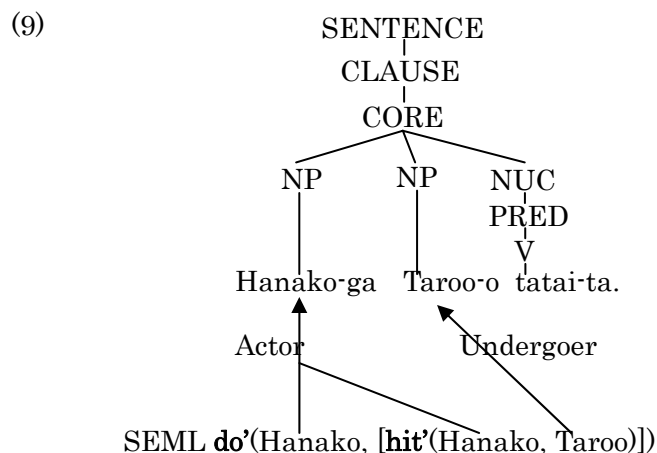 (9)
SENTENCE
CLAUSE
CORE
NP NP NUC
PRED
V
Hanako-ga Taroo-o tatai-ta.
Actor Undergoer
SEML do’(Hanako, [hit’(Hanako, Taroo)])